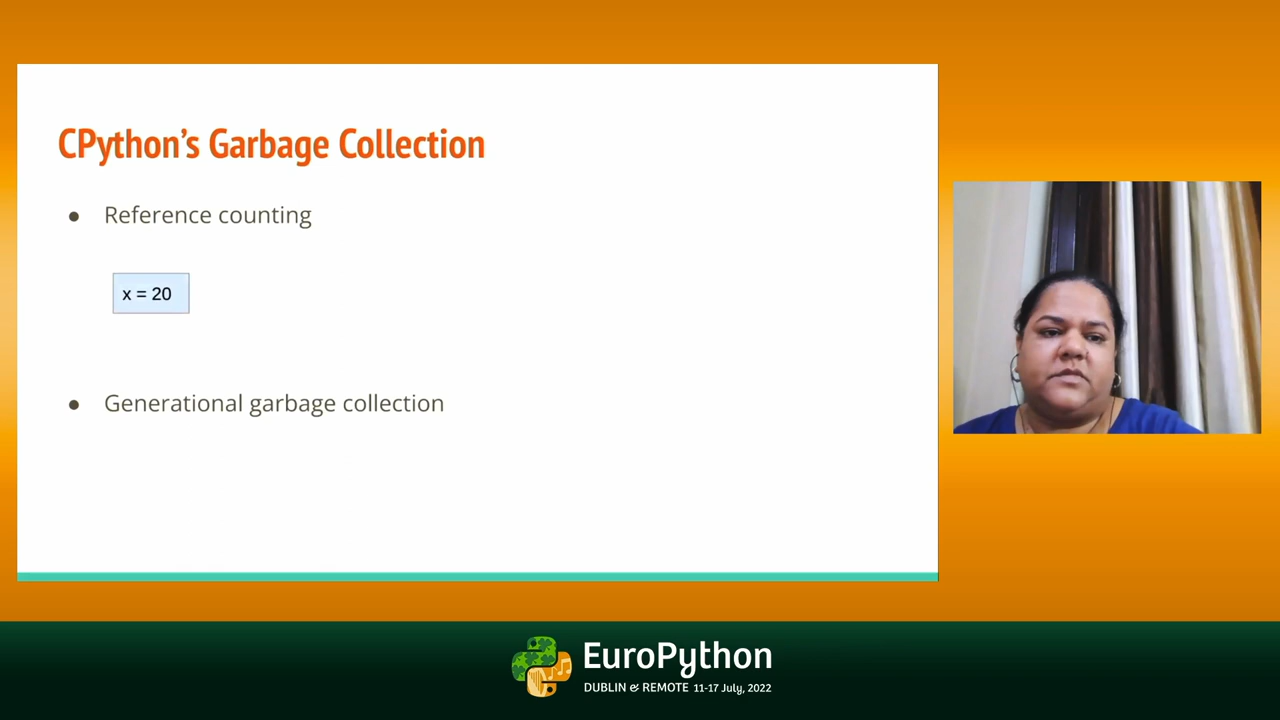 CPython’s Garbage Collection
● Reference counting
x = 20
● Generational garbage collection
EuroPython
DUBLIN & REMOTE 11-17 July, 2022